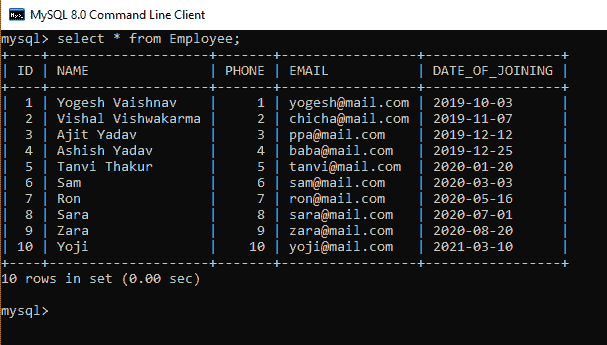 MySQL 8.0 Command Line Client
mysql> select * from Employee;
+----+--------------------+-------+------------------+-----------------+
| ID | NAME               | PHONE | EMAIL            | DATE_OF_JOINING |
+----+--------------------+-------+------------------+-----------------+
|  1 | Yogesh Vaishnav    |     1 | yogesh@mail.com  | 2019-10-03      |
|  2 | Vishal Vishwakarma |     2 | chicha@mail.com  | 2019-11-07      |
|  3 | Ajit Yadav         |     3 | ppa@mail.com     | 2019-12-12      |
|  4 | Ashish Yadav       |     4 | baba@mail.com    | 2019-12-25      |
|  5 | Tanvi Thakur       |     5 | tanvi@mail.com   | 2020-01-20      |
|  6 | Sam                |     6 | sam@mail.com     | 2020-03-03      |
|  7 | Ron                |     7 | ron@mail.com     | 2020-05-16      |
|  8 | Sara               |     8 | sara@mail.com    | 2020-07-01      |
|  9 | Zara               |     9 | zara@mail.com    | 2020-08-20      |
| 10 | Yoji               |    10 | yoji@mail.com    | 2021-03-10      |
+----+--------------------+-------+------------------+-----------------+
10 rows in set (0.00 sec)
mysql>